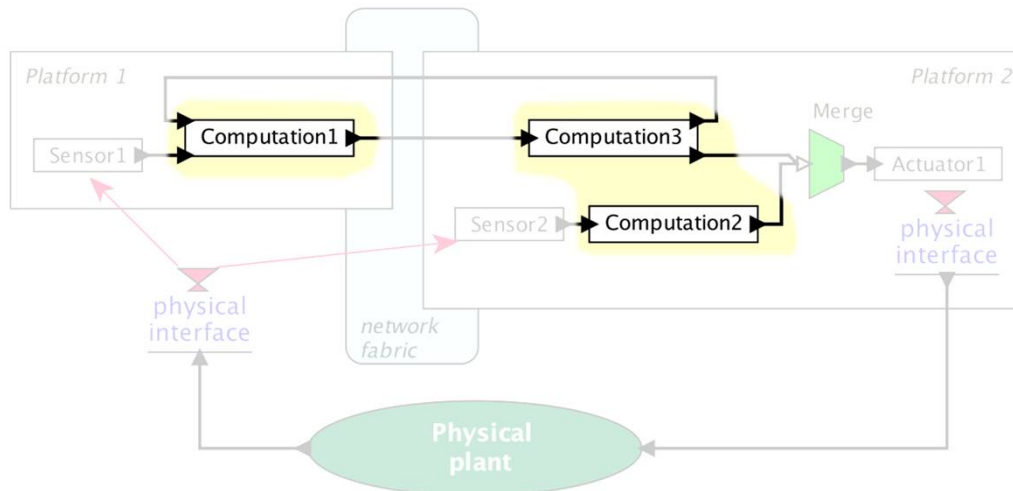 Platform 1
Platform 2
Merge
Computation1
Computation3
Sensor1
Actuator1
Sensor2
Computation2
physical
interface
physical
interface
network
fabric
Physical
plant